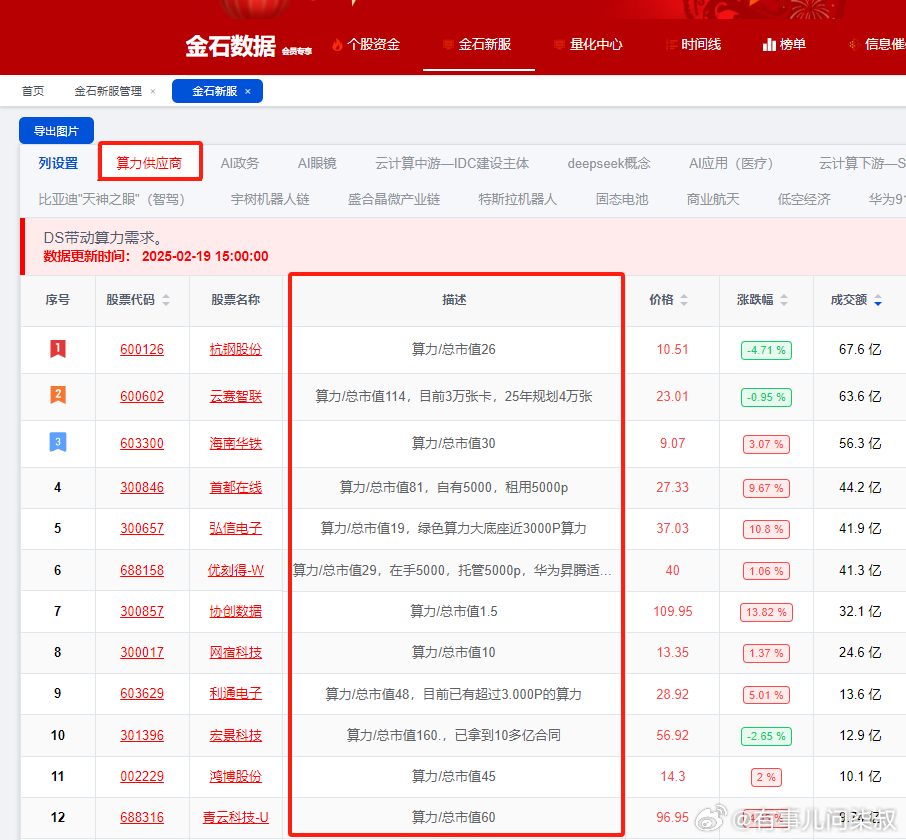 金石数据 会员专享 个股资金 金石新服 量化中心 时间线 榜单 信息催
首页 金石新服管理 × 金石新服 ×
导出图片
列设置 算力供应商 AI政务 AI眼镜 云计算中游—IDC建设主体 deepseek概念 AI应用（医疗） 云计算下游—S
比亚迪"天神之眼"（智驾） 宇树机器人链 盛合晶微产业链 特斯拉机器人 固态电池 商业航天 低空经济 华为91
DS带动算力需求。
数据更新时间： 2025-02-19 15:00:00
序号 股票代码 股票名称 描述 价格 涨跌幅 成交额
1 600126 杭钢股份 算力/总市值26 10.51 -4.71 % 67.6 亿
2 600602 云赛智联 算力/总市值114，目前3万张卡，25年规划4万张 23.01 -0.95 % 63.6 亿
3 603300 海南华铁 算力/总市值30 9.07 3.07 % 56.3 亿
4 300846 首都在线 算力/总市值81，自有5000，租用5000p 27.33 9.67 % 44.2 亿
5 300657 弘信电子 算力/总市值19，绿色算力大底座近3000P算力 37.03 10.8 % 41.9 亿
6 688158 优刻得-W 算力/总市值29，在手5000，托管5000p，华为昇腾适... 40 1.06 % 41.3 亿
7 300857 协创数据 算力/总市值1.5 109.95 13.82 % 32.1 亿
8 300017 网宿科技 算力/总市值10 13.35 1.37 % 24.6 亿
9 603629 利通电子 算力/总市值48，目前已有超过3.000P的算力 28.92 5.01 % 13.6 亿
10 301396 宏景科技 算力/总市值160.，已拿到10多亿合同 56.92 -2.65 % 12.9 亿
11 002229 鸿博股份 算力/总市值45 14.3 2 % 10.1 亿
12 688316 青云科技-U 算力/总市值60 96.95
@有事儿问柒叔